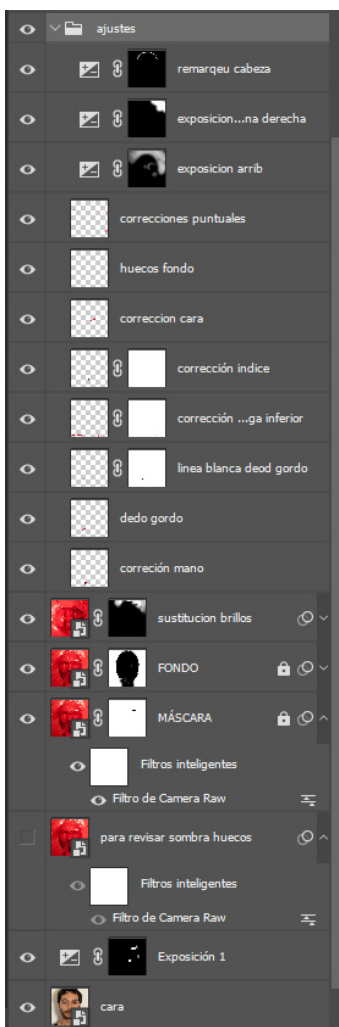 ajustes
remarqeu cabeza
exposicion...na derecha
exposicion arrib
correcciones puntuales
huecos fondo
correccion cara
corrección indice
corrección ...ga inferior
linea blanca deod gordo
dedo gordo
correción mano
sustitucion brillos
FONDO
MÁSCARA
Filtros inteligentes
Filtro de Camera Raw
para revisar sombra huecos
Filtros inteligentes
Filtro de Camera Raw
Exposición 1
cara